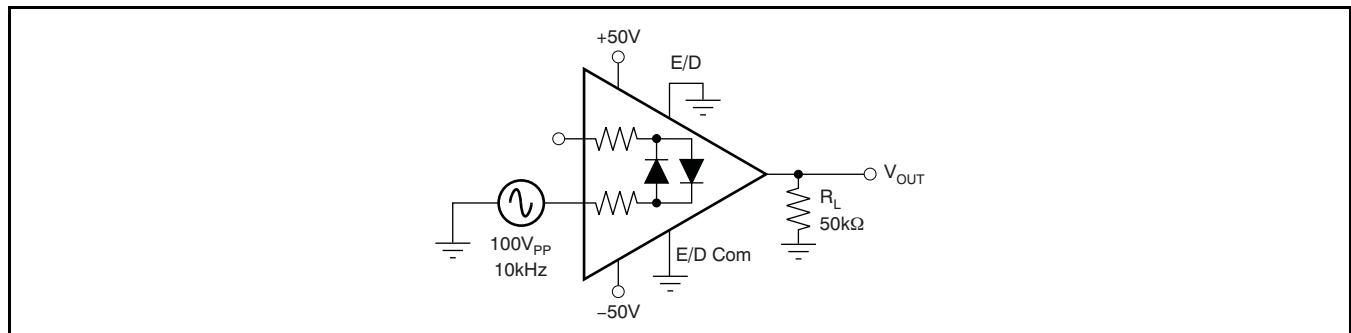 +50V
E/D
V_OUT
R_L
50kΩ
100V_PP
10kHz
E/D Com
–50V